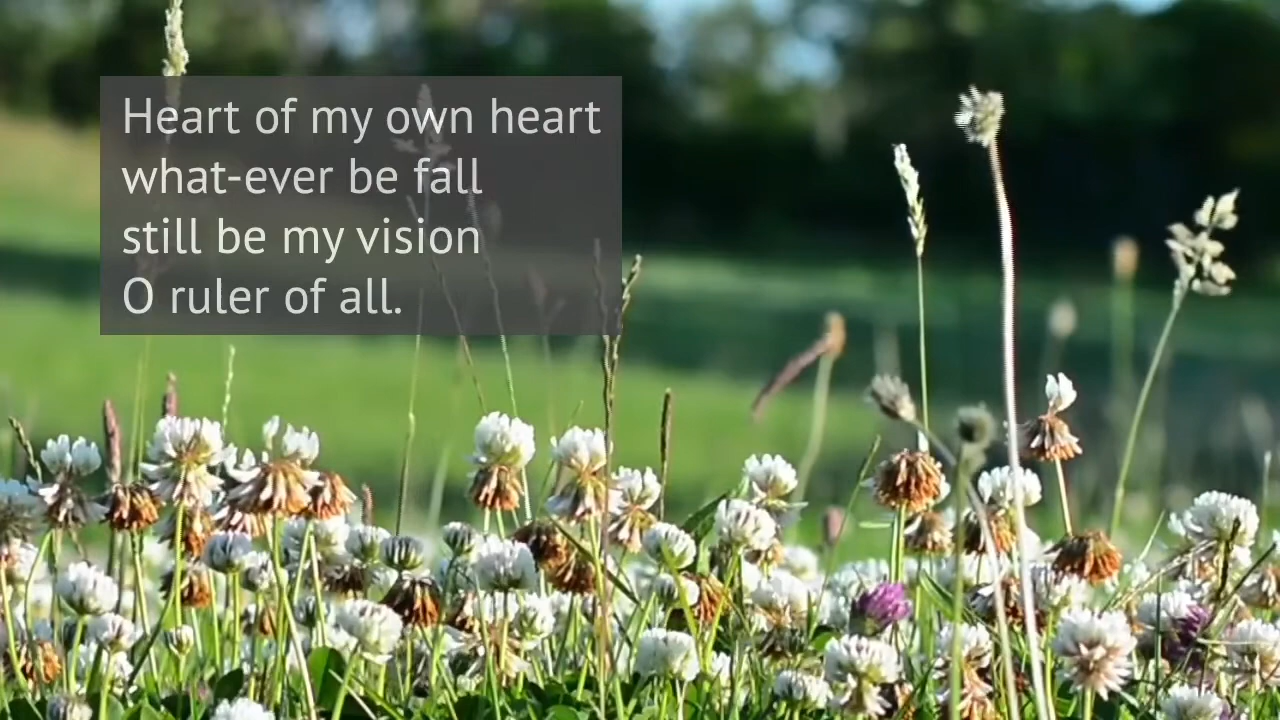 Heart of my own heart
what-ever be fall
still be my vision
O ruler of all.